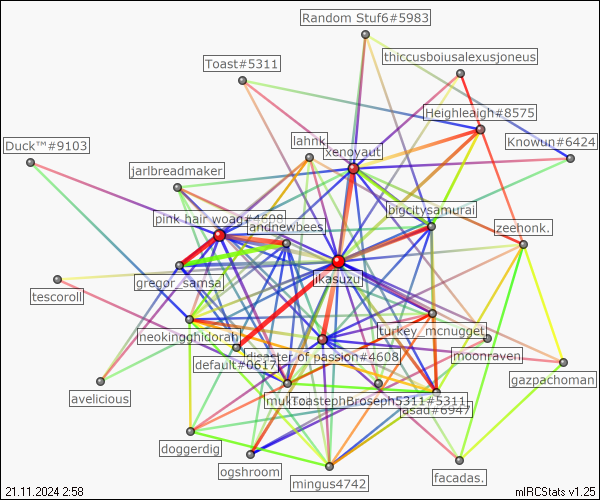 Random Stuf6#5983
thiccusboiusalexusjoneus
Toast#5311
Heighleaigh#8575
Duck™#9103
lahnk
Knowun#6424
xenovaut
jarlbreadmaker
pink hair woag#4608
bigcitysamurai
andnewbees
zeehonk.
gregor_samsa
ikasuzu
tescoroll
turkey_mcnugget
neokingghidorah
disaster of passion#4608
moonraven
default#0617
gazpachoman
avelicious
ToastephBroseph5311#5311
asad#6947
doggerdig
ogshroom
mingus4742
facadas.
21.11.2024 2:58
mIRCStats v1.25